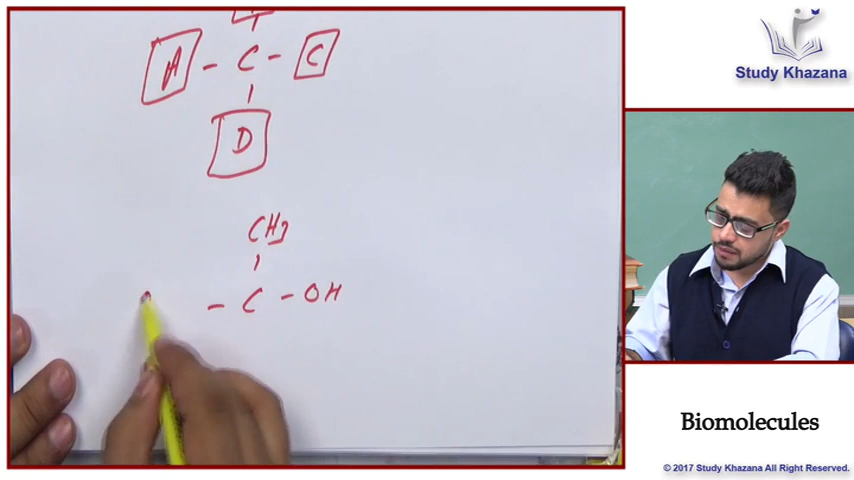 A - C - C
D
CH3
- C - OH
Study Khazana
Biomolecules
© 2017 Study Khazana All Right Reserved.